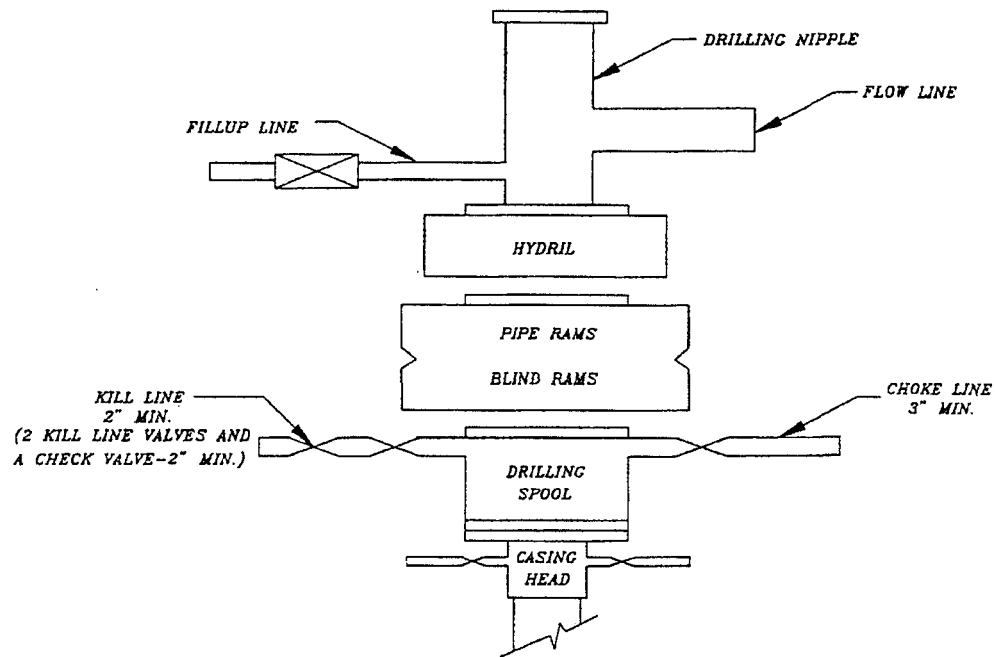 DRILLING NIPPLE
FLOW LINE
FILLUP LINE
HYDRIL
PIPE RAMS
BLIND RAMS
KILL LINE
2" MIN.
(2 KILL LINE VALVES AND
A CHECK VALVE-2" MIN.)
CHOKE LINE
3" MIN.
DRILLING
SPOOL
CASING
HEAD